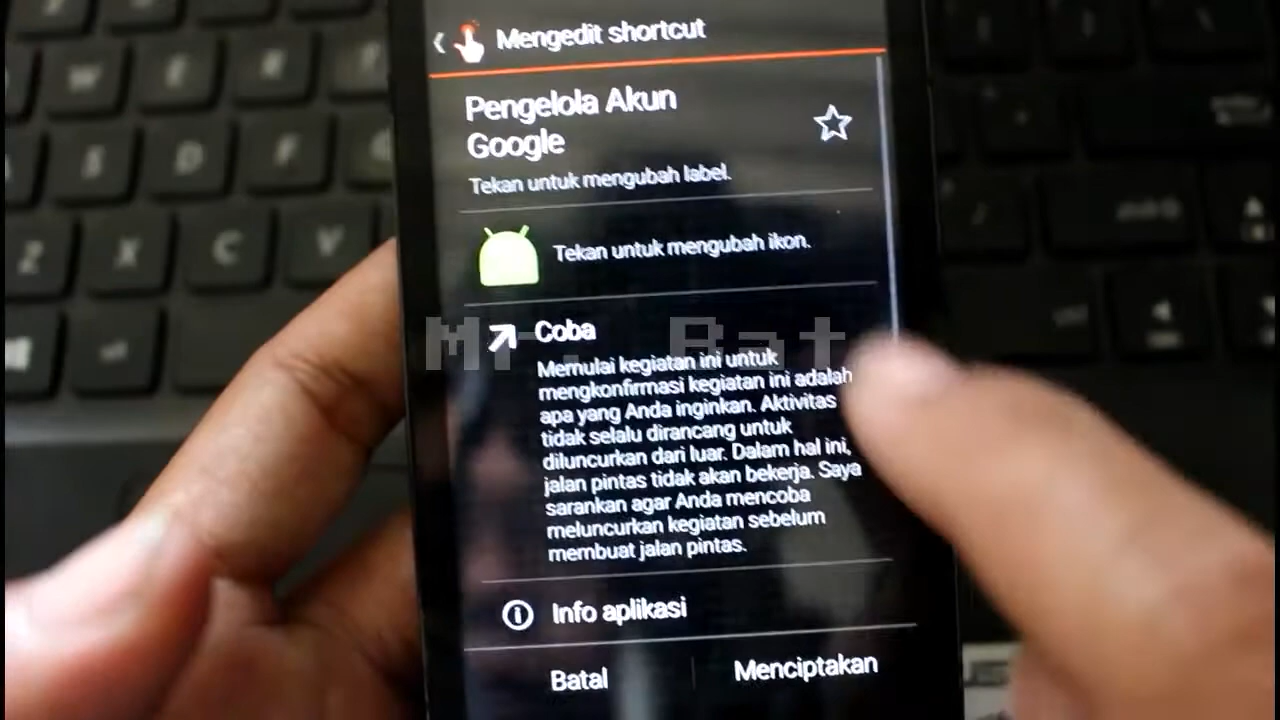 Mengedit shortcut
Pengelola Akun
Google
Tekan untuk mengubah label.
Tekan untuk mengubah ikon.
Coba
Mr. Bat
Memulai kegiatan ini untuk
mengkonfirmasi kegiatan ini adalah
apa yang Anda inginkan. Aktivitas
tidak selalu dirancang untuk
diluncurkan dari luar. Dalam hal ini,
jalan pintas tidak akan bekerja. Saya
sarankan agar Anda mencoba
meluncurkan kegiatan sebelum
membuat jalan pintas.
Info aplikasi
Batal
Menciptakan
W
E
R
S
D
F
Z
X
C
V